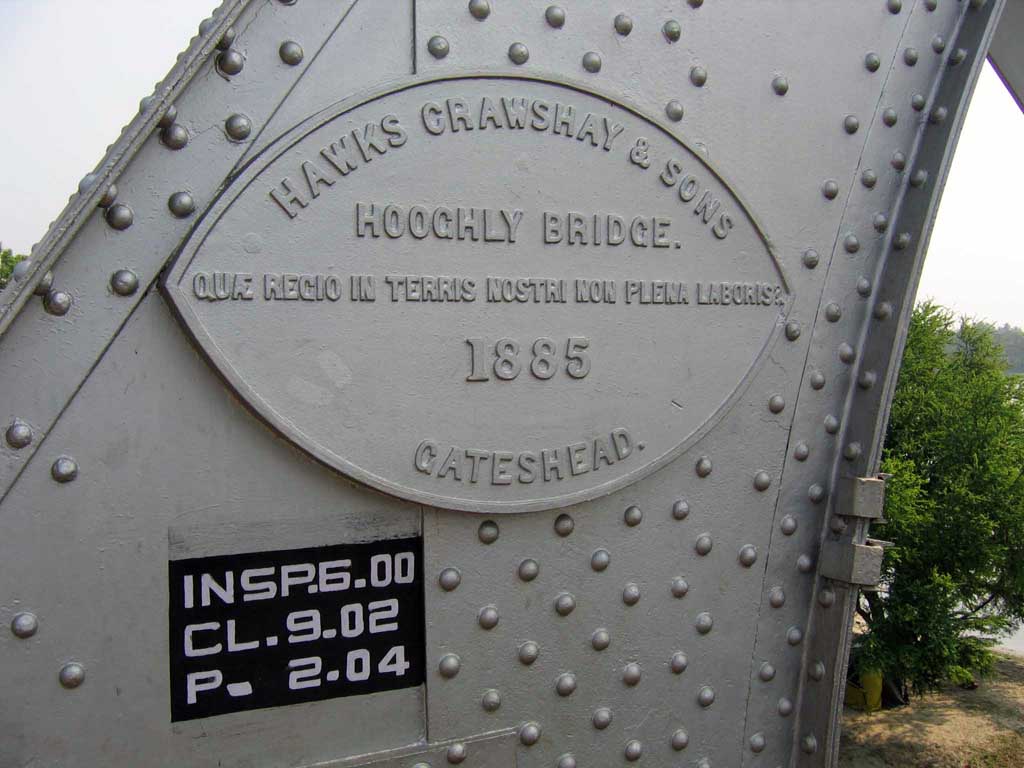 HAWKS CRAWSHAY & SONS
HOOGHLY BRIDGE.
QUÆ REGIO IN TERRIS NOSTRI NON PLENA LABORIS?
1885
GATESHEAD.
INSP.6.00
CL.9.02
P- 2.04